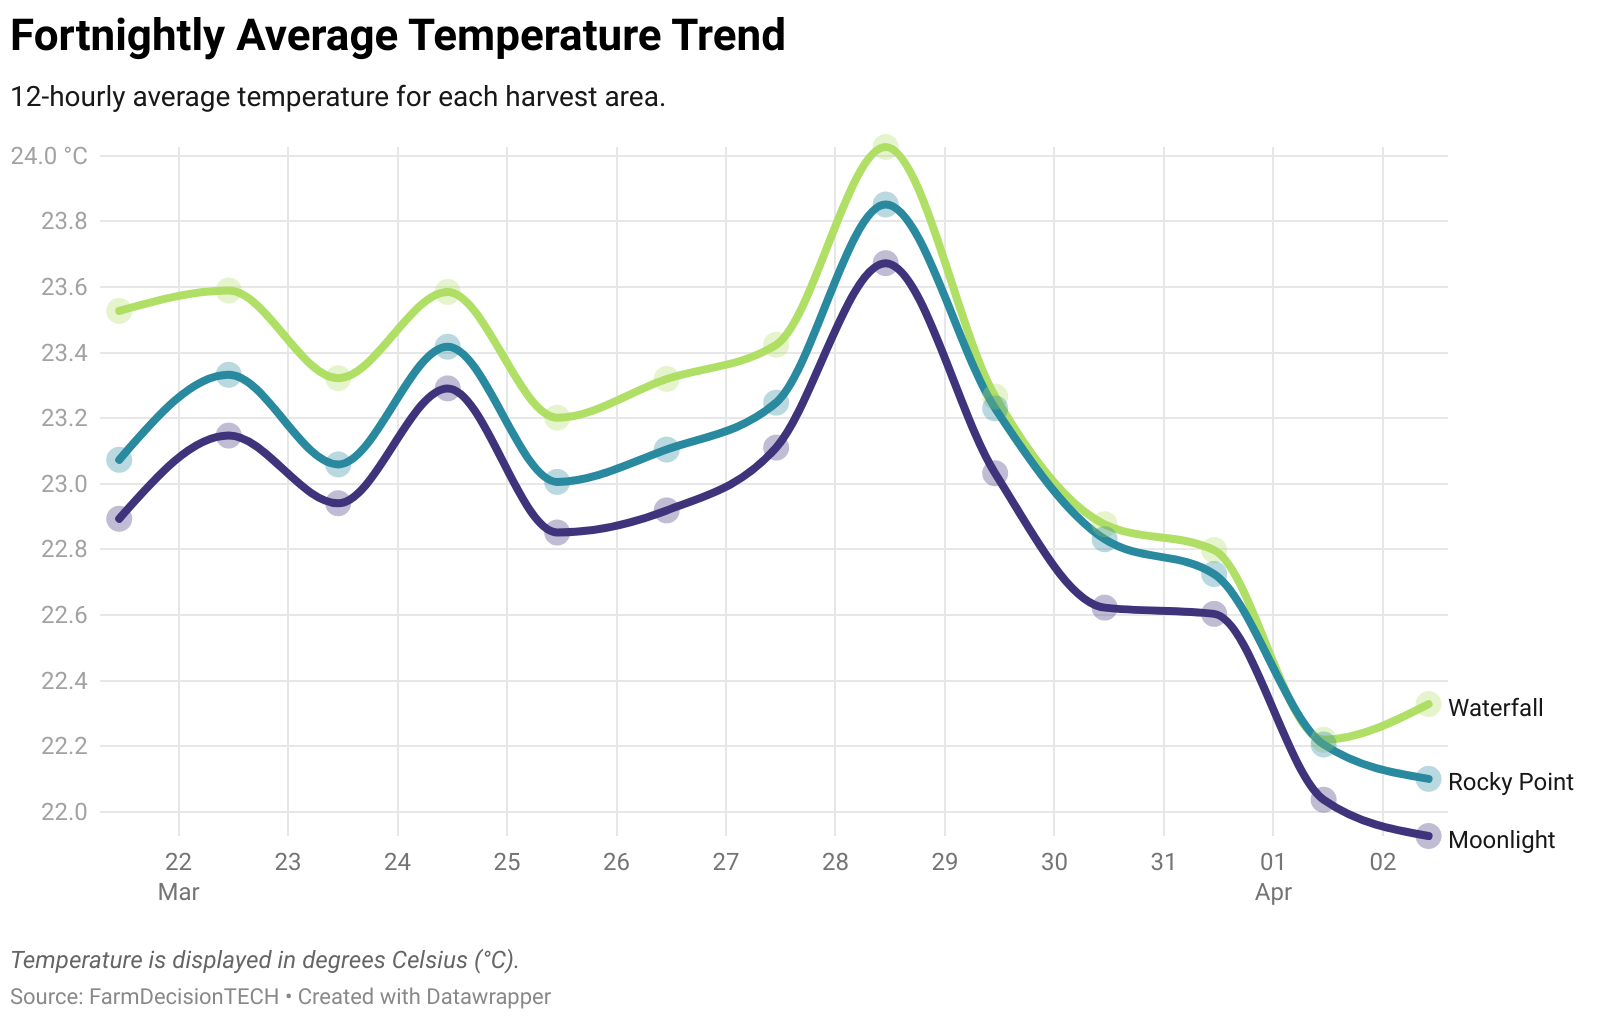 Fortnightly Average Temperature Trend
12-hourly average temperature for each harvest area.
24.0 °C
23.8
23.6
23.4
23.2
23.0
22.8
22.6
22.4
22.2
22.0
Waterfall
Rocky Point
Moonlight
22 23 24 25 26 27 28 29 30 31 01 02
Mar Apr
Temperature is displayed in degrees Celsius (°C).
Source: FarmDecisionTECH • Created with Datawrapper